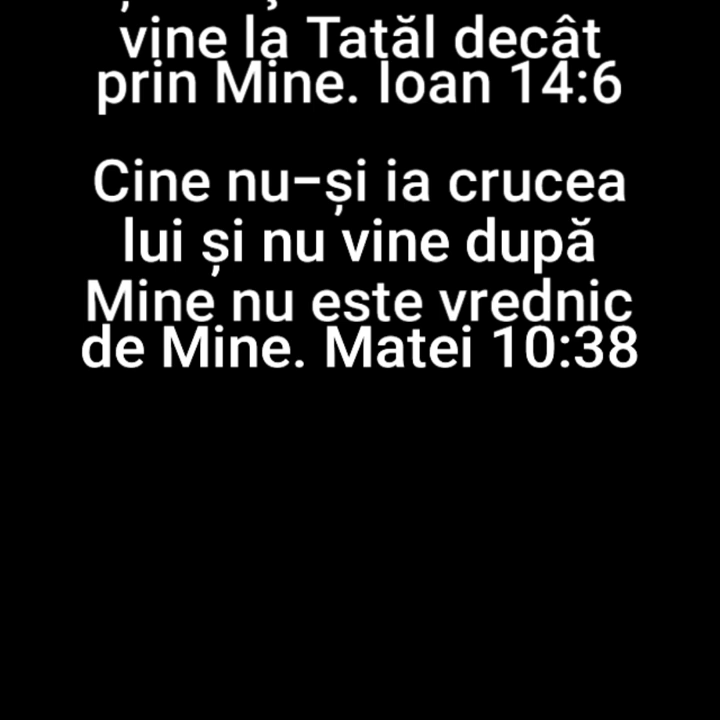 vine la Tatăl decât
prin Mine. Ioan 14:6
Cine nu-și ia crucea
lui și nu vine după
Mine nu este vrednic
de Mine. Matei 10:38